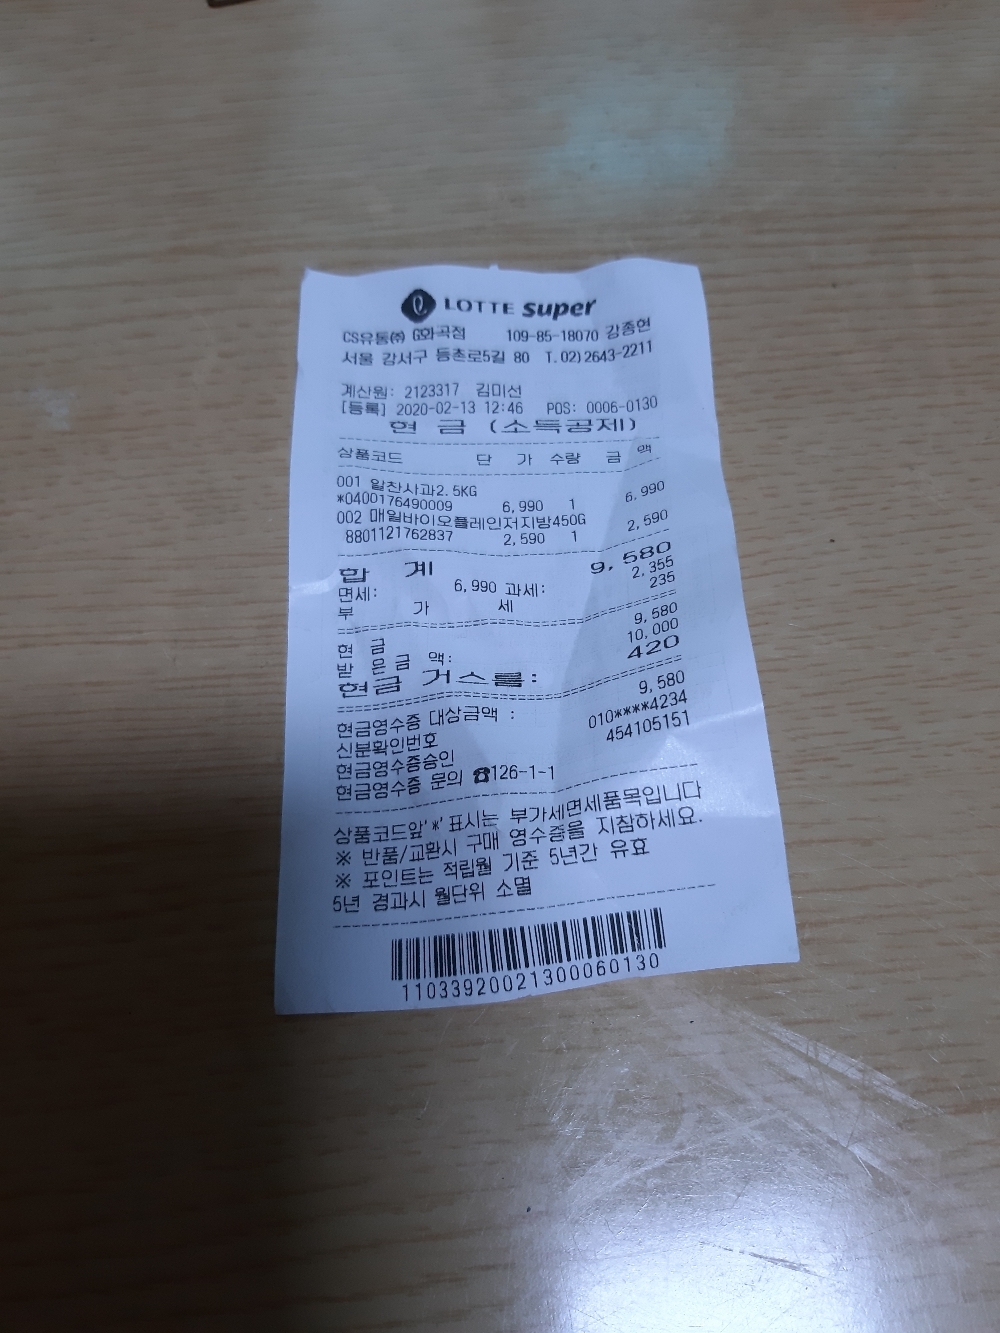 LOTTE super
CS유통㈜ G화곡점 109-85-18070 강종현
서울 강서구 등촌로5길 80 T.02)2643-2211
계산원: 2123317 김미선
[등록] 2020-02-13 12:46 POS: 0006-0130
현 금 (소득공제)
상품코드 단 가 수량 금 액
001 일찬사과2.5KG
*0400176490009 6,990 1 6,990
002 매일바이오플레인저지방450G
8801121762837 2,590 1 2,590
합 계 9,580
면세: 6,990 과세: 2,355
부 가 세 235
현 금 9,580
받 은 금 액: 10,000
현금 거스름: 420
현금영수증 대상금액 : 9,580
신분확인번호 010****4234
현금영수증승인 454105151
현금영수증 문의 ☎126-1-1
상품코드앞'*'표시는 부가세면세품목입니다
※ 반품/교환시 구매 영수증을 지참하세요.
※ 포인트는 적립월 기준 5년간 유효
5년 경과시 월단위 소멸
11033920021300060130